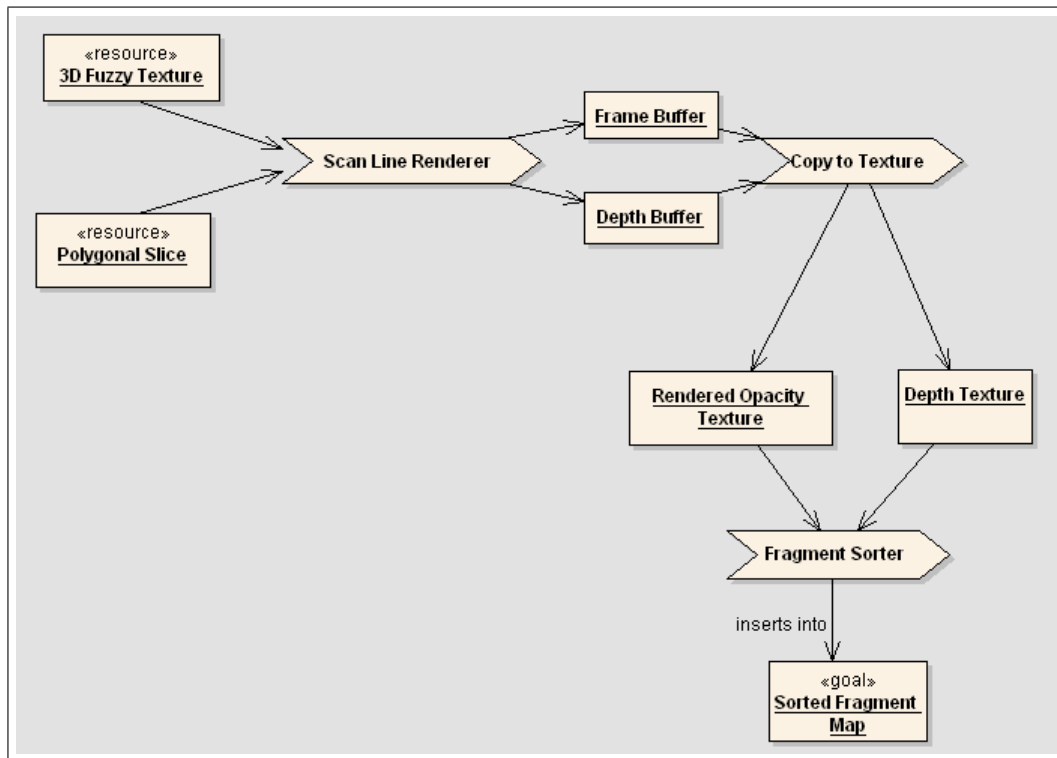 «resource»
3D Fuzzy Texture
Frame Buffer
Scan Line Renderer
Copy to Texture
Depth Buffer
«resource»
Polygonal Slice
Rendered Opacity
Texture
Depth Texture
Fragment Sorter
inserts into
«goal»
Sorted Fragment
Map